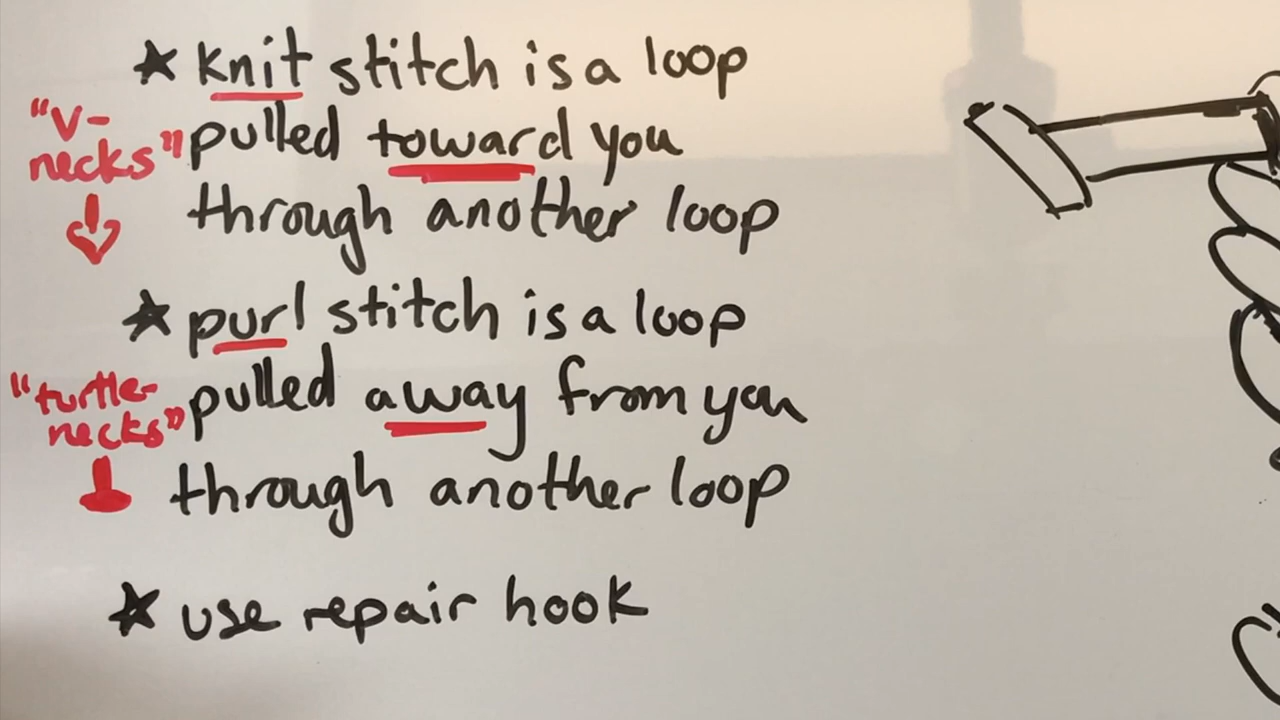 ★ knit stitch is a loop
"V-
necks"
pulled toward you
through another loop
★ purl stitch is a loop
"turtle-
necks"
pulled away from you
through another loop
★ use repair hook